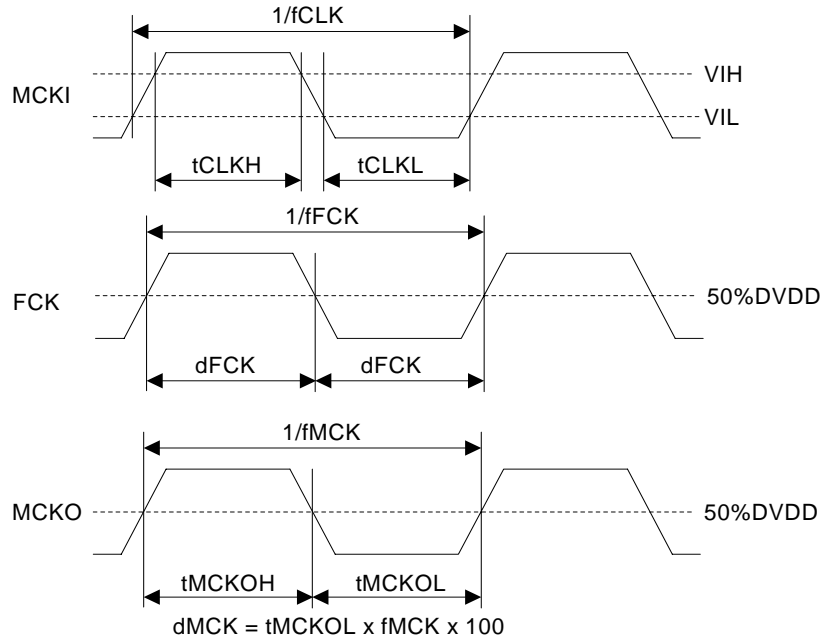 1/fCLK
MCKI
VIH
VIL
tCLKH
tCLKL
1/fFCK
FCK
50%DVDD
dFCK
dFCK
1/fMCK
MCKO
50%DVDD
tMCKOH
tMCKOL
dMCK = tMCKOL x fMCK x 100